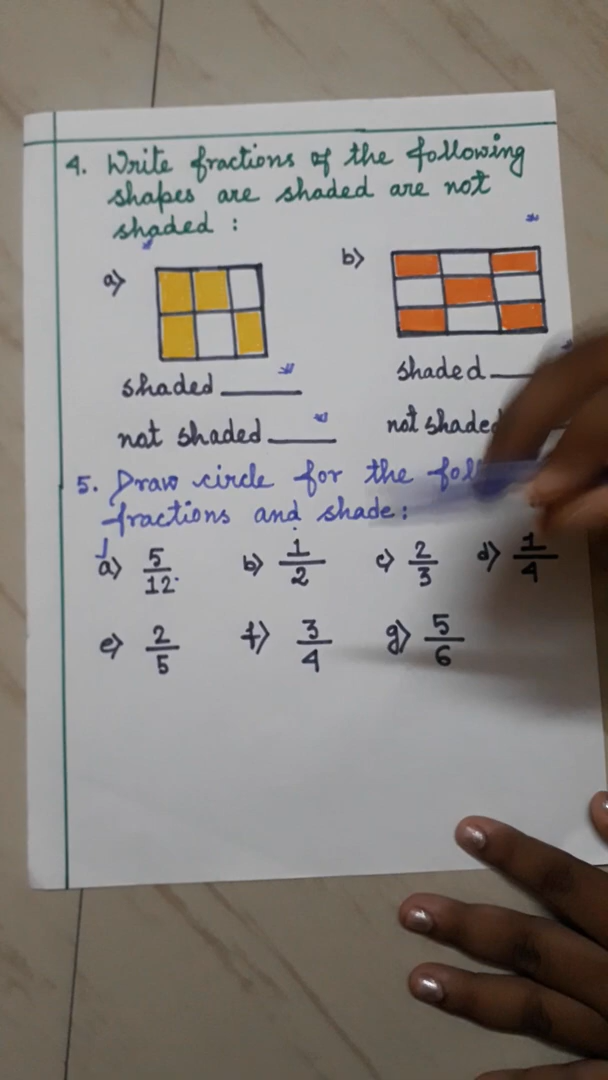 4. Write fractions of the following
shapes are shaded are not
shaded :
a) b)
shaded ____ shaded ____
not shaded ____ not shaded
5. Draw circle for the
fractions and shade:
a) 5/12 b) 1/2 c) 2/3 d) 1/4
e) 2/5 f) 3/4 g) 5/6